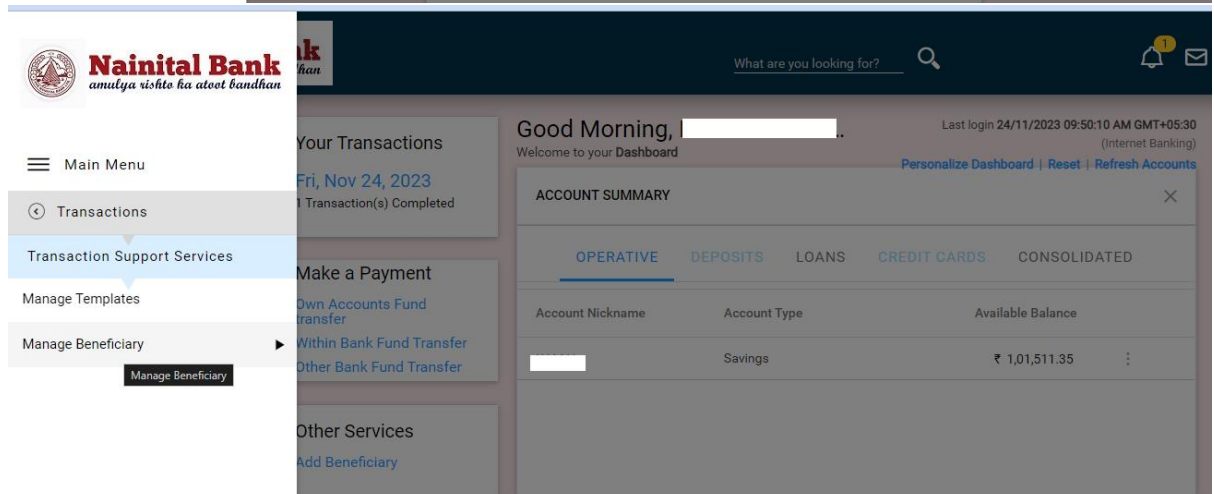 Nainital Bank
amulya rishto ka atoot bandhan
Main Menu
Transactions
Transaction Support Services
Manage Templates
Manage Beneficiary
Manage Beneficiary
What are you looking for?
1
Your Transactions
Fri, Nov 24, 2023
1 Transaction(s) Completed
Make a Payment
Own Accounts Fund
transfer
Within Bank Fund Transfer
Other Bank Fund Transfer
Other Services
Add Beneficiary
Good Morning,
Welcome to your Dashboard
Last login 24/11/2023 09:50:10 AM GMT+05:30
(Internet Banking)
Personalize Dashboard | Reset | Refresh Accounts
ACCOUNT SUMMARY
OPERATIVE DEPOSITS LOANS CREDIT CARDS CONSOLIDATED
Account Nickname Account Type Available Balance
Savings ₹ 1,01,511.35